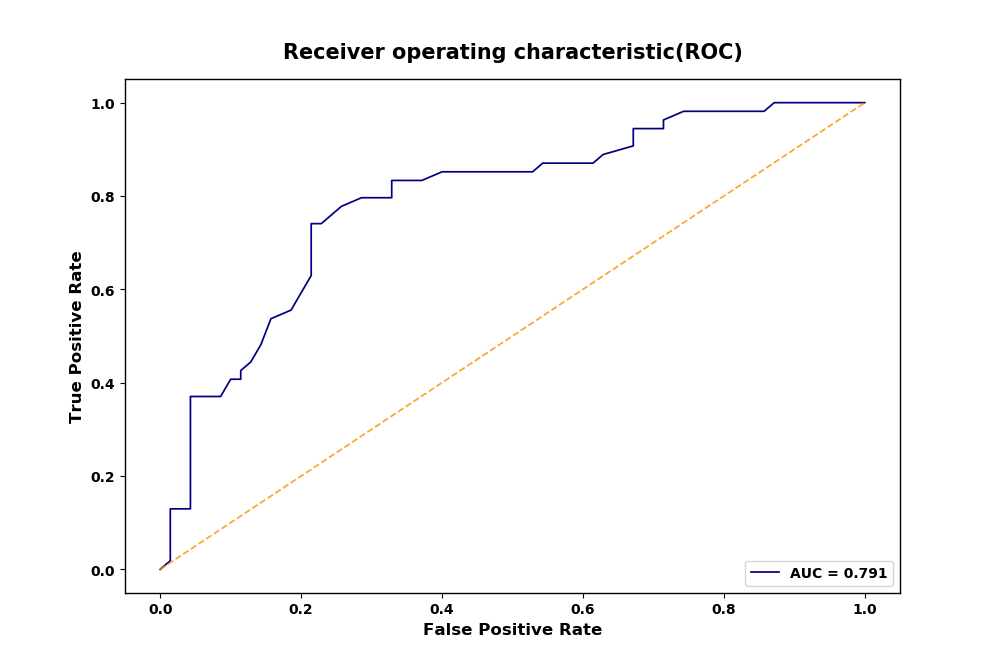 Receiver operating characteristic(ROC)
1.0
0.8
0.6
0.4
0.2
0.0
True Positive Rate
0.0 0.2 0.4 0.6 0.8 1.0
False Positive Rate
AUC = 0.791